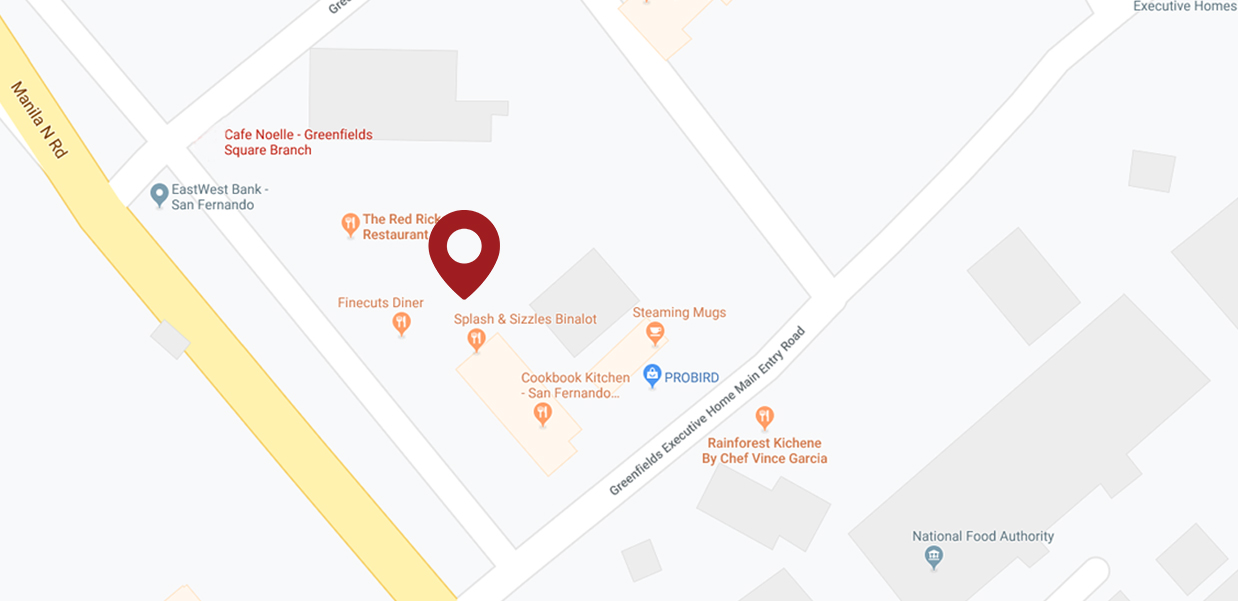 Executive Homes
Manila N Rd
Cafe Noelle - Greenfields
Square Branch
EastWest Bank -
San Fernando
The Red Rick
Restaurant
Finecuts Diner
Splash & Sizzles Binalot
Steaming Mugs
Cookbook Kitchen
- San Fernando...
PROBIRD
Greenfields Executive Home Main Entry Road
Rainforest Kichene
By Chef Vince Garcia
National Food Authority